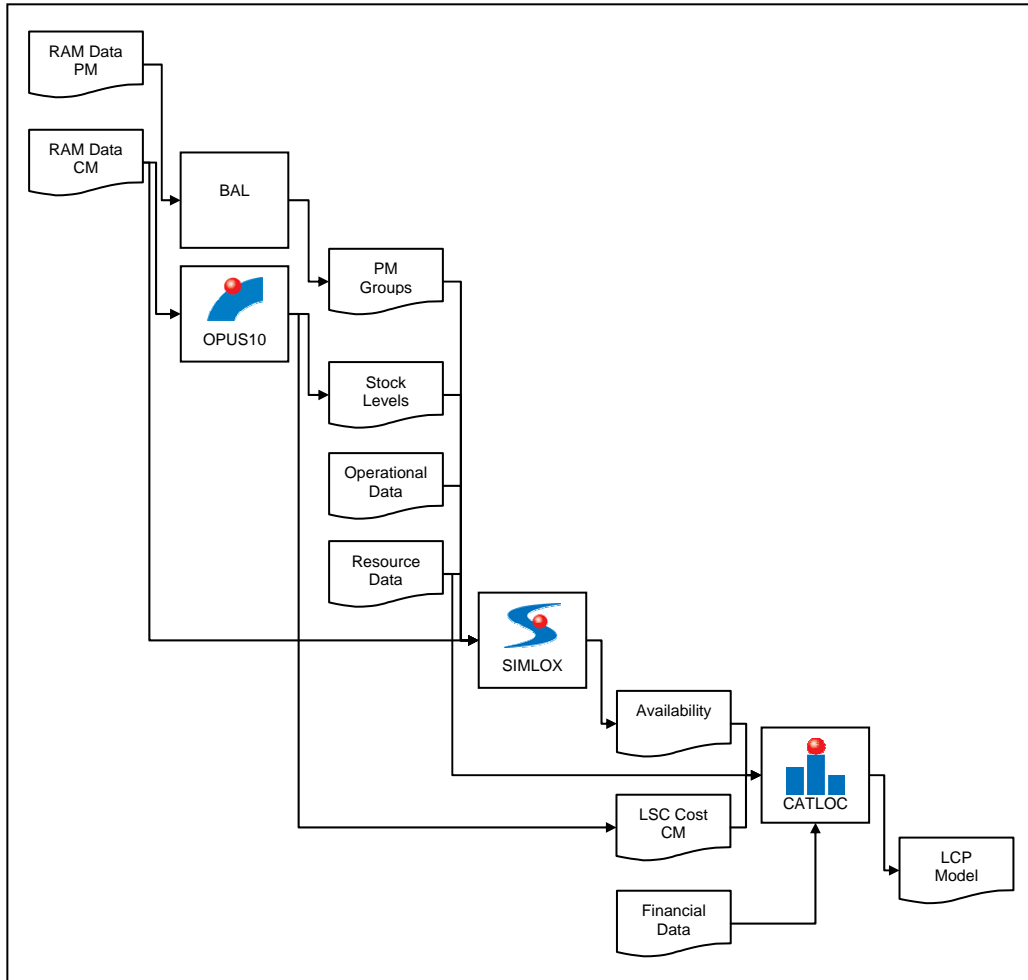 RAM Data
PM
RAM Data
CM
BAL
PM
Groups
OPUS10
Stock
Levels
Operational
Data
Resource
Data
SIMLOX
Availability
CATLOC
LSC Cost
CM
LCP
Model
Financial
Data